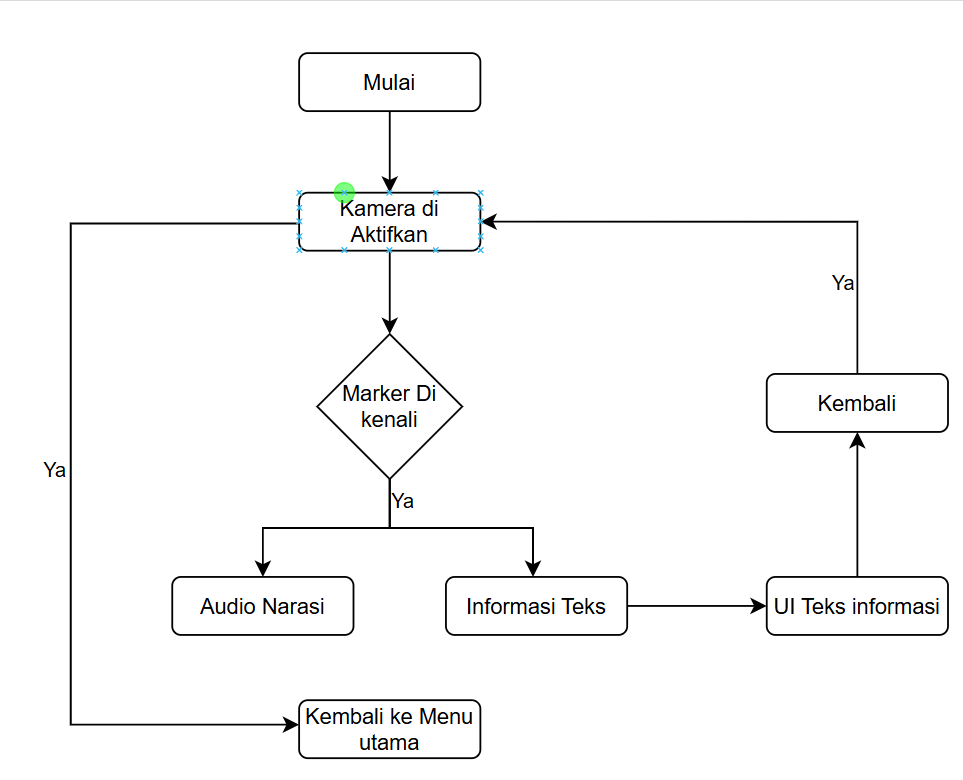 Mulai
Kamera di
Aktifkan
Ya
Marker Di
kenali
Kembali
Ya
Ya
Audio Narasi
Informasi Teks
UI Teks informasi
Kembali ke Menu
utama